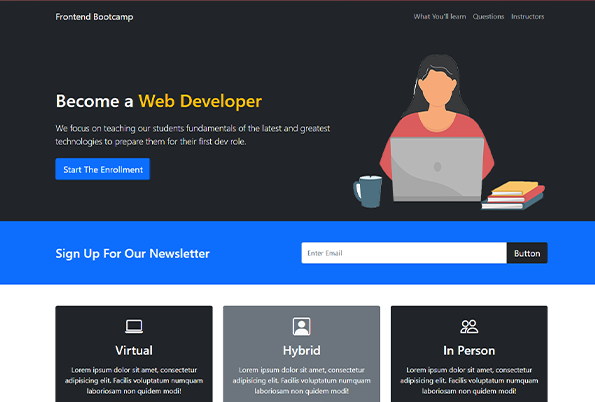 Frontend Bootcamp
What You'll learn Questions Instructors
Become a Web Developer
We focus on teaching our students fundamentals of the latest and greatest
technologies to prepare them for their first dev role.
Start The Enrollment
Sign Up For Our Newsletter
Enter Email
Button
Virtual
Lorem ipsum dolor sit amet, consectetur
adipisicing elit. Facilis voluptatum numquam
laboriosam non duis quidem modi!
Hybrid
Lorem ipsum dolor sit amet, consectetur
adipisicing elit. Facilis voluptatum numquam
laboriosam non quis quidem modi!
In Person
Lorem ipsum dolor sit amet, consectetur
adipisicing elit. Facilis voluptatum numquam
laboriosam non quis quidem modi!